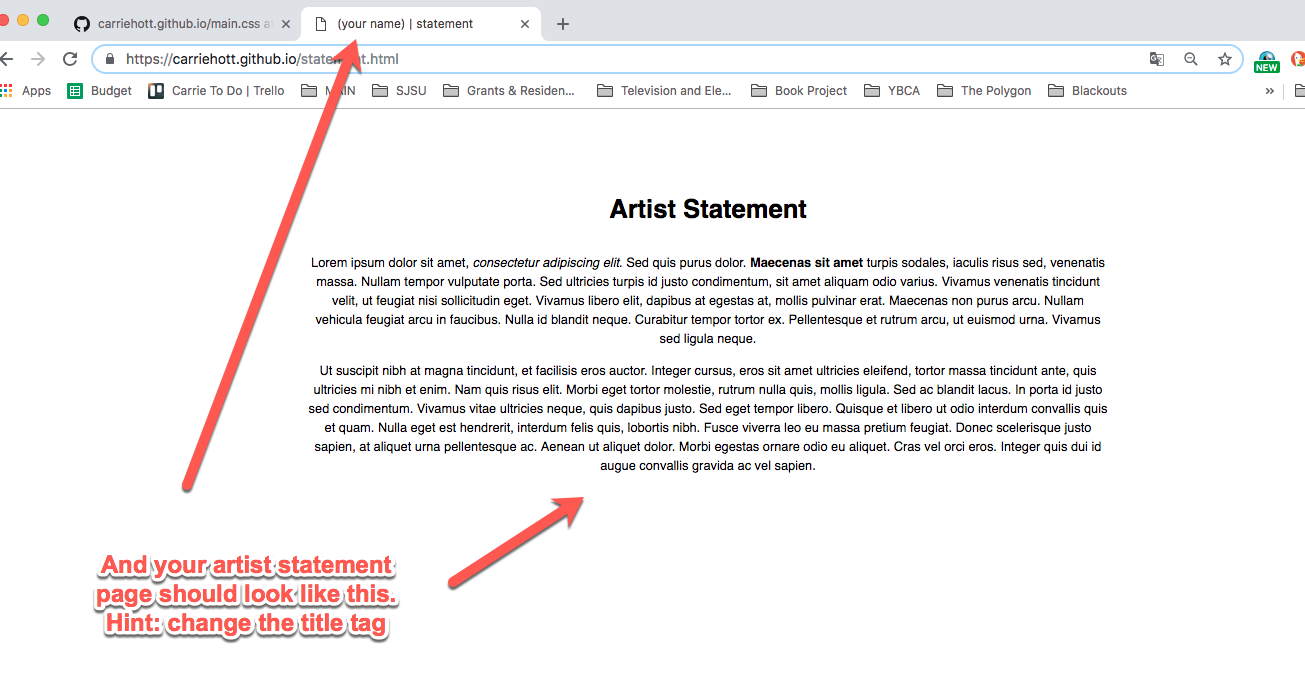 carriehott.github.io/main.css a
(your name) | statement
https://carriehott.github.io/statement.html
NEW
Apps
Budget
Carrie To Do | Trello
MAIN
SJSU
Grants & Residen...
Television and Ele...
Book Project
YBCA
The Polygon
Blackouts
»
Artist Statement
Lorem ipsum dolor sit amet, consectetur adipiscing elit. Sed quis purus dolor. Maecenas sit amet turpis sodales, iaculis risus sed, venenatis
massa. Nullam tempor vulputate porta. Sed ultricies turpis id justo condimentum, sit amet aliquam odio varius. Vivamus venenatis tincidunt
velit, ut feugiat nisi sollicitudin eget. Vivamus libero elit, dapibus at egestas at, mollis pulvinar erat. Maecenas non purus arcu. Nullam
vehicula feugiat arcu in faucibus. Nulla id blandit neque. Curabitur tempor tortor ex. Pellentesque et rutrum arcu, ut euismod urna. Vivamus
sed ligula neque.
Ut suscipit nibh at magna tincidunt, et facilisis eros auctor. Integer cursus, eros sit amet ultricies eleifend, tortor massa tincidunt ante, quis
ultricies mi nibh et enim. Nam quis risus elit. Morbi eget tortor molestie, rutrum nulla quis, mollis ligula. Sed ac blandit lacus. In porta id justo
sed condimentum. Vivamus vitae ultricies neque, quis dapibus justo. Sed eget tempor libero. Quisque et libero ut odio interdum convallis quis
et quam. Nulla eget est hendrerit, interdum felis quis, lobortis nibh. Fusce viverra leo eu massa pretium feugiat. Donec scelerisque justo
sapien, at aliquet urna pellentesque ac. Aenean ut aliquet dolor. Morbi egestas ornare odio eu aliquet. Cras vel orci eros. Integer quis dui id
augue convallis gravida ac vel sapien.
And your artist statement
page should look like this.
Hint: change the title tag